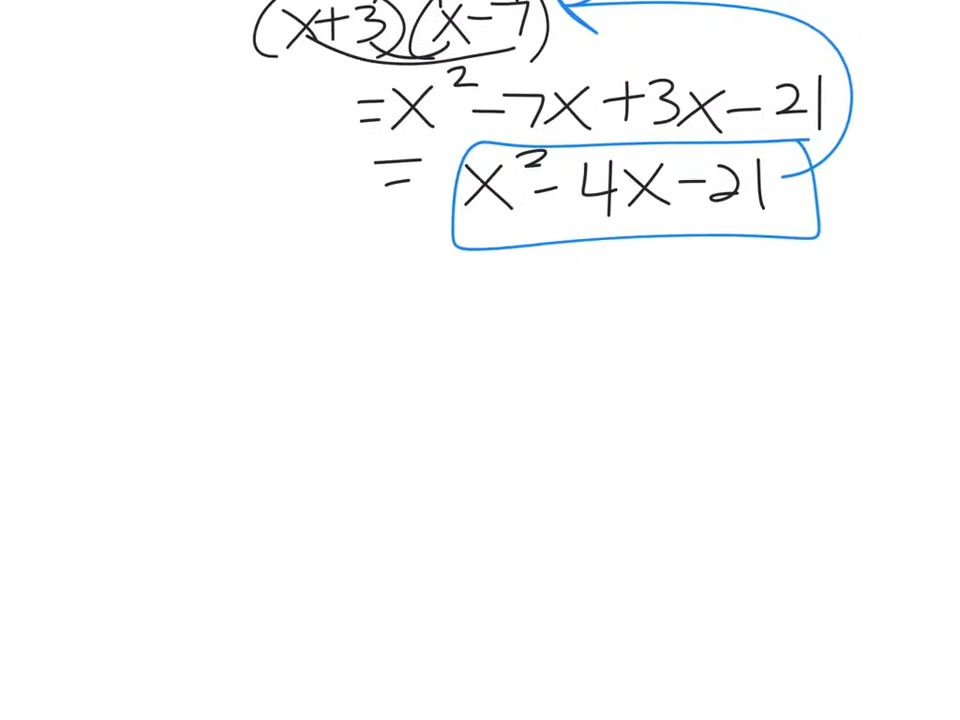 (x+3)(x-7)
=x²-7x+3x-21
= x²-4x-21